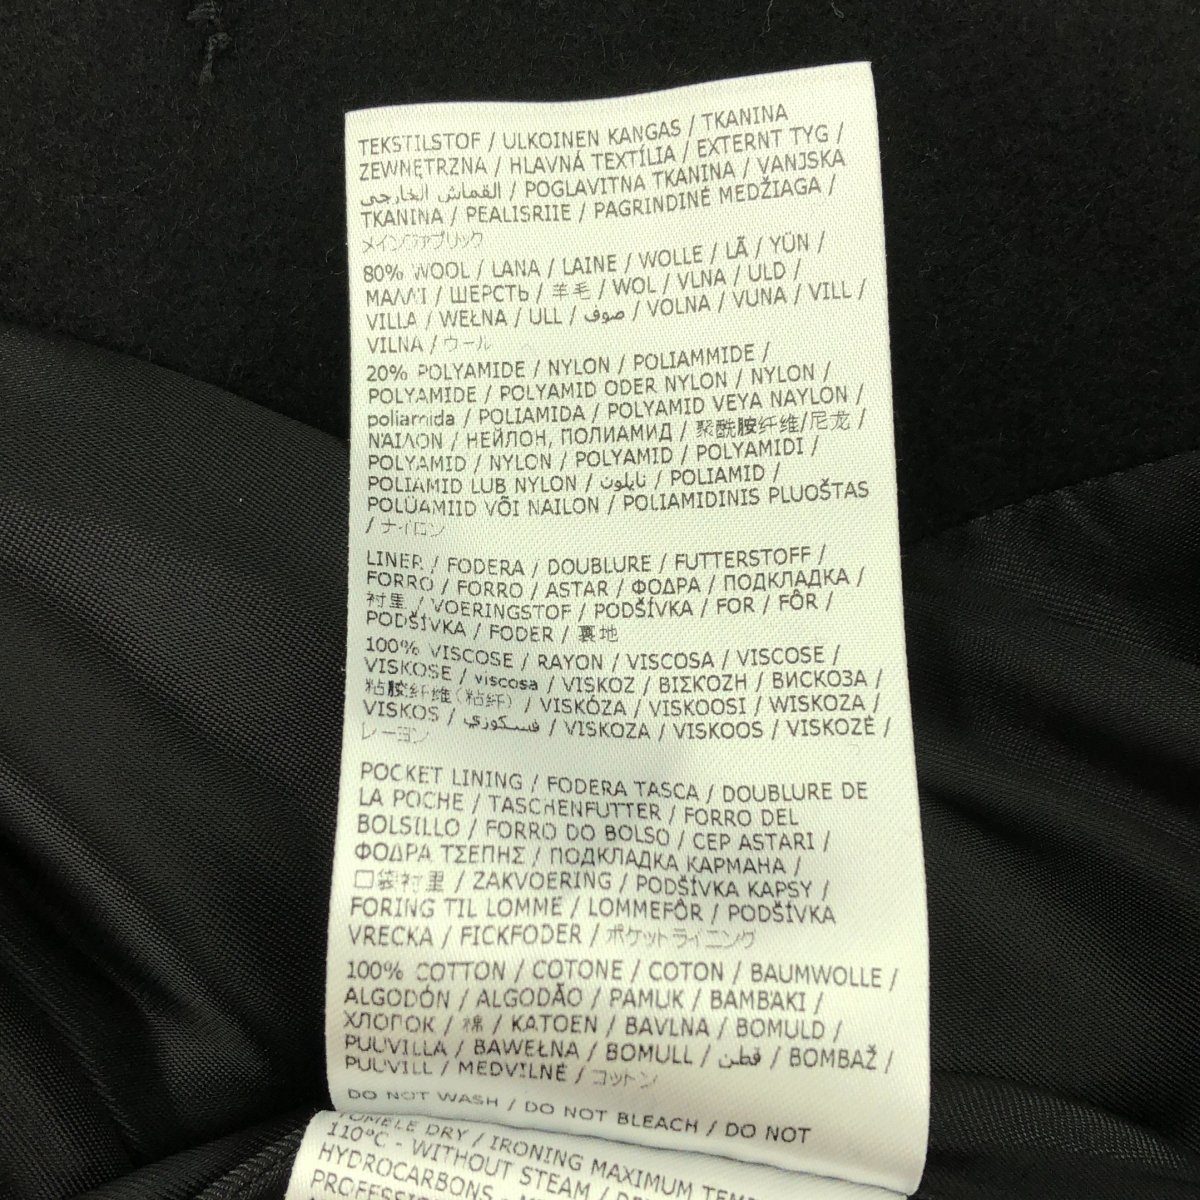 TEKSTILSTOF / ULKOINEN KANGAS / TKANINA
ZEWNĘTRZNA / HLAVNÁ TEXTÍLIA / EXTERNT TYG /
القماش الخارجي / POGLAVITNA TKANINA / VANJSKA
TKANINA / PEALISRIIE / PAGRINDINĖ MEDŽIAGA /
メインファブリック
80% WOOL / LANA / LAINE / WOLLE / LÃ / YÜN /
ΜΑΛΛΊ / ШЕРСТЬ / 羊毛 / WOL / VLNA / ULD /
VILLA / WEŁNA / ULL / صوف / VOLNA / VUNA / VILL /
VILNA / ウール
20% POLYAMIDE / NYLON / POLIAMMIDE /
POLYAMIDE / POLYAMID ODER NYLON / NYLON /
poliamida / POLIAMIDA / POLYAMID VEYA NAYLON /
ΝΆΙΛΟΝ / НЕЙЛОН, ПОЛИАМИД / 聚酰胺纤维/尼龙 /
POLYAMID / NYLON / POLYAMID / POLYAMIDI /
POLIAMID LUB NYLON / نايلون / POLIAMID /
POLÜAMIID VÕI NAILON / POLIAMIDINIS PLUOŠTAS
/ ナイロン
LINER / FODERA / DOUBLURE / FUTTERSTOFF /
FORRO / FORRO / ASTAR / ΦΟΔΡΑ / ПОДКЛАДКА /
衬里 / VOERINGSTOF / PODŠÍVKA / FOR / FÔR /
PODŠÍVKA / FODER / 裏地
100% VISCOSE / RAYON / VISCOSA / VISCOSE /
VISKOSE / viscosa / VISKOZ / ΒΙΣΚΟΖΗ / ВИСКОЗА /
粘胶纤维（粘纤） / VISKÓZA / VISKOOSI / WISKOZA /
VISKOS / فسكوزي / VISKOZA / VISKOOS / VISKOZĖ /
レーヨン
POCKET LINING / FODERA TASCA / DOUBLURE DE
LA POCHE / TASCHENFUTTER / FORRO DEL
BOLSILLO / FORRO DO BOLSO / CEP ASTARI /
ΦΟΔΡΑ ΤΣΕΠΗΣ / ПОДКЛАДКА КАРМАНА /
口袋衬里 / ZAKVOERING / PODŠÍVKA KAPSY /
FORING TIL LOMME / LOMMEFÔR / PODŠÍVKA
VRECKA / FICKFODER / ポケットライニング
100% COTTON / COTONE / COTON / BAUMWOLLE /
ALGODÓN / ALGODÃO / PAMUK / ΒΑΜΒΆΚΙ /
ХЛОПОК / 棉 / KATOEN / BAVLNA / BOMULD /
PUUVILLA / BAWEŁNA / BOMULL / قطن / BOMBAŽ /
PUUVILL / MEDVILNĖ / コットン
DO NOT WASH / DO NOT BLEACH / DO NOT
TUMBLE DRY / IRONING MAXIMUM
110°C - WITHOUT STEAM /
HYDROCARBONS -